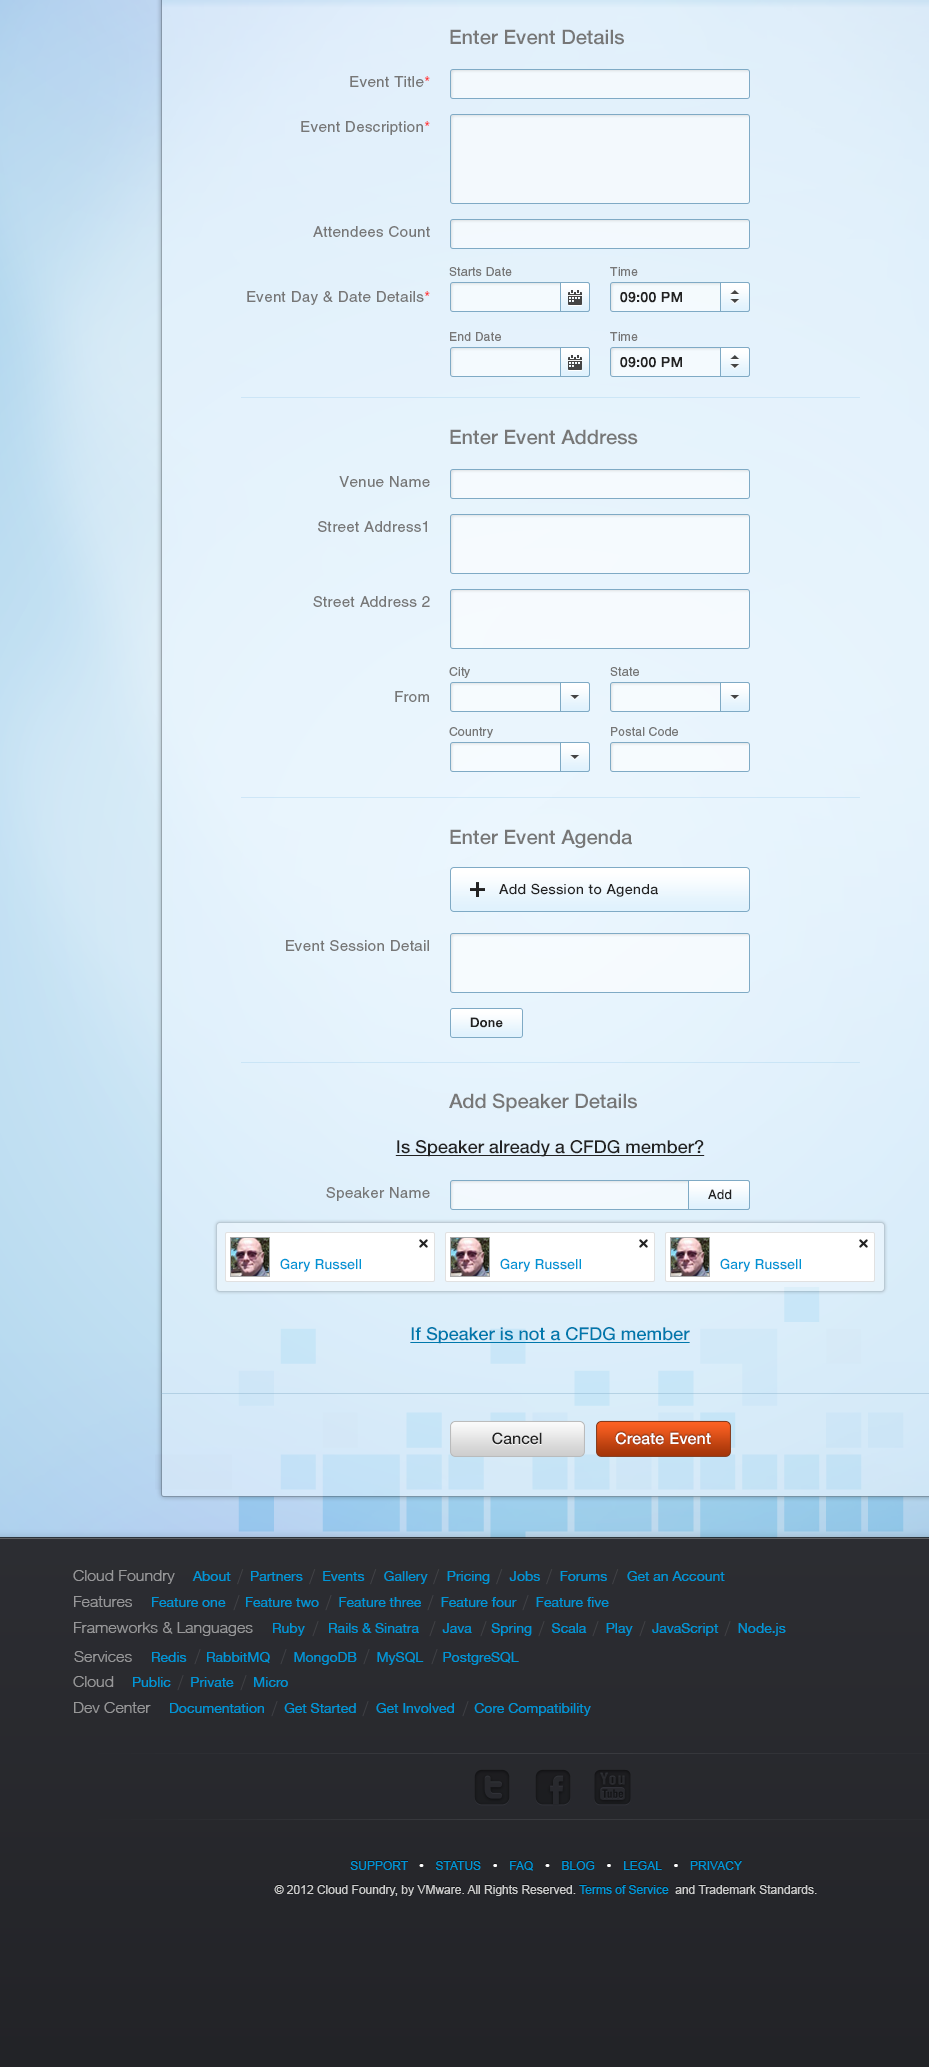 Enter Event Details
Event Title*
Event Description*
Attendees Count
Starts Date Time
Event Day & Date Details* 09:00 PM
End Date Time
09:00 PM
Enter Event Address
Venue Name
Street Address1
Street Address 2
City State
From
Country Postal Code
Enter Event Agenda
Add Session to Agenda
Event Session Detail
Done
Add Speaker Details
Is Speaker already a CFDG member?
Speaker Name Add
Gary Russell Gary Russell Gary Russell
If Speaker is not a CFDG member
Cancel Create Event
Cloud Foundry About / Partners / Events / Gallery / Pricing / Jobs / Forums / Get an Account
Features Feature one / Feature two / Feature three / Feature four / Feature five
Frameworks & Languages Ruby / Rails & Sinatra / Java / Spring / Scala / Play / JavaScript / Node.js
Services Redis / RabbitMQ / MongoDB / MySQL / PostgreSQL
Cloud Public / Private / Micro
Dev Center Documentation / Get Started / Get Involved / Core Compatibility
You
Tube
SUPPORT • STATUS • FAQ • BLOG • LEGAL • PRIVACY
© 2012 Cloud Foundry, by VMware. All Rights Reserved. Terms of Service and Trademark Standards.